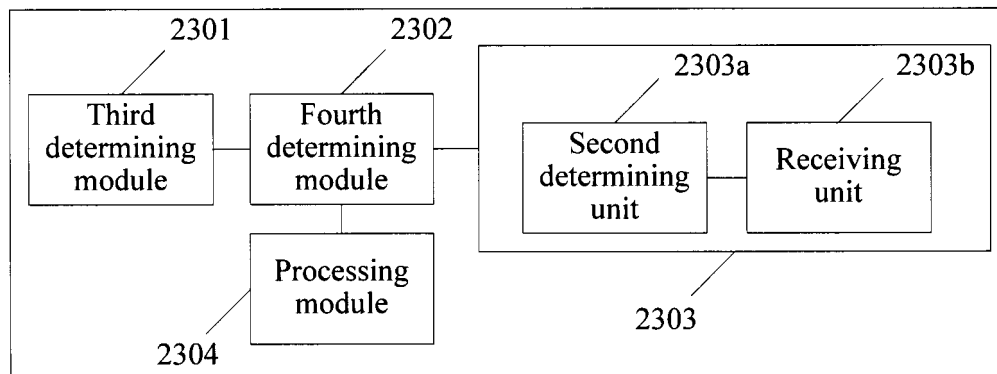 2301
2302
2303a
2303b
Third
determining
module
Fourth
determining
module
Second
determining
unit
Receiving
unit
Processing
module
2303
2304